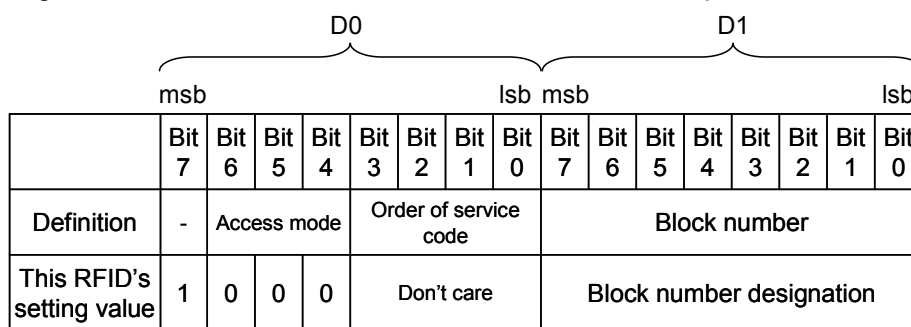 D0 D1
msb lsb msb lsb
Bit 7 Bit 6 Bit 5 Bit 4 Bit 3 Bit 2 Bit 1 Bit 0 Bit 7 Bit 6 Bit 5 Bit 4 Bit 3 Bit 2 Bit 1 Bit 0
Definition - Access mode Order of service code Block number
This RFID's setting value 1 0 0 0 Don't care Block number designation